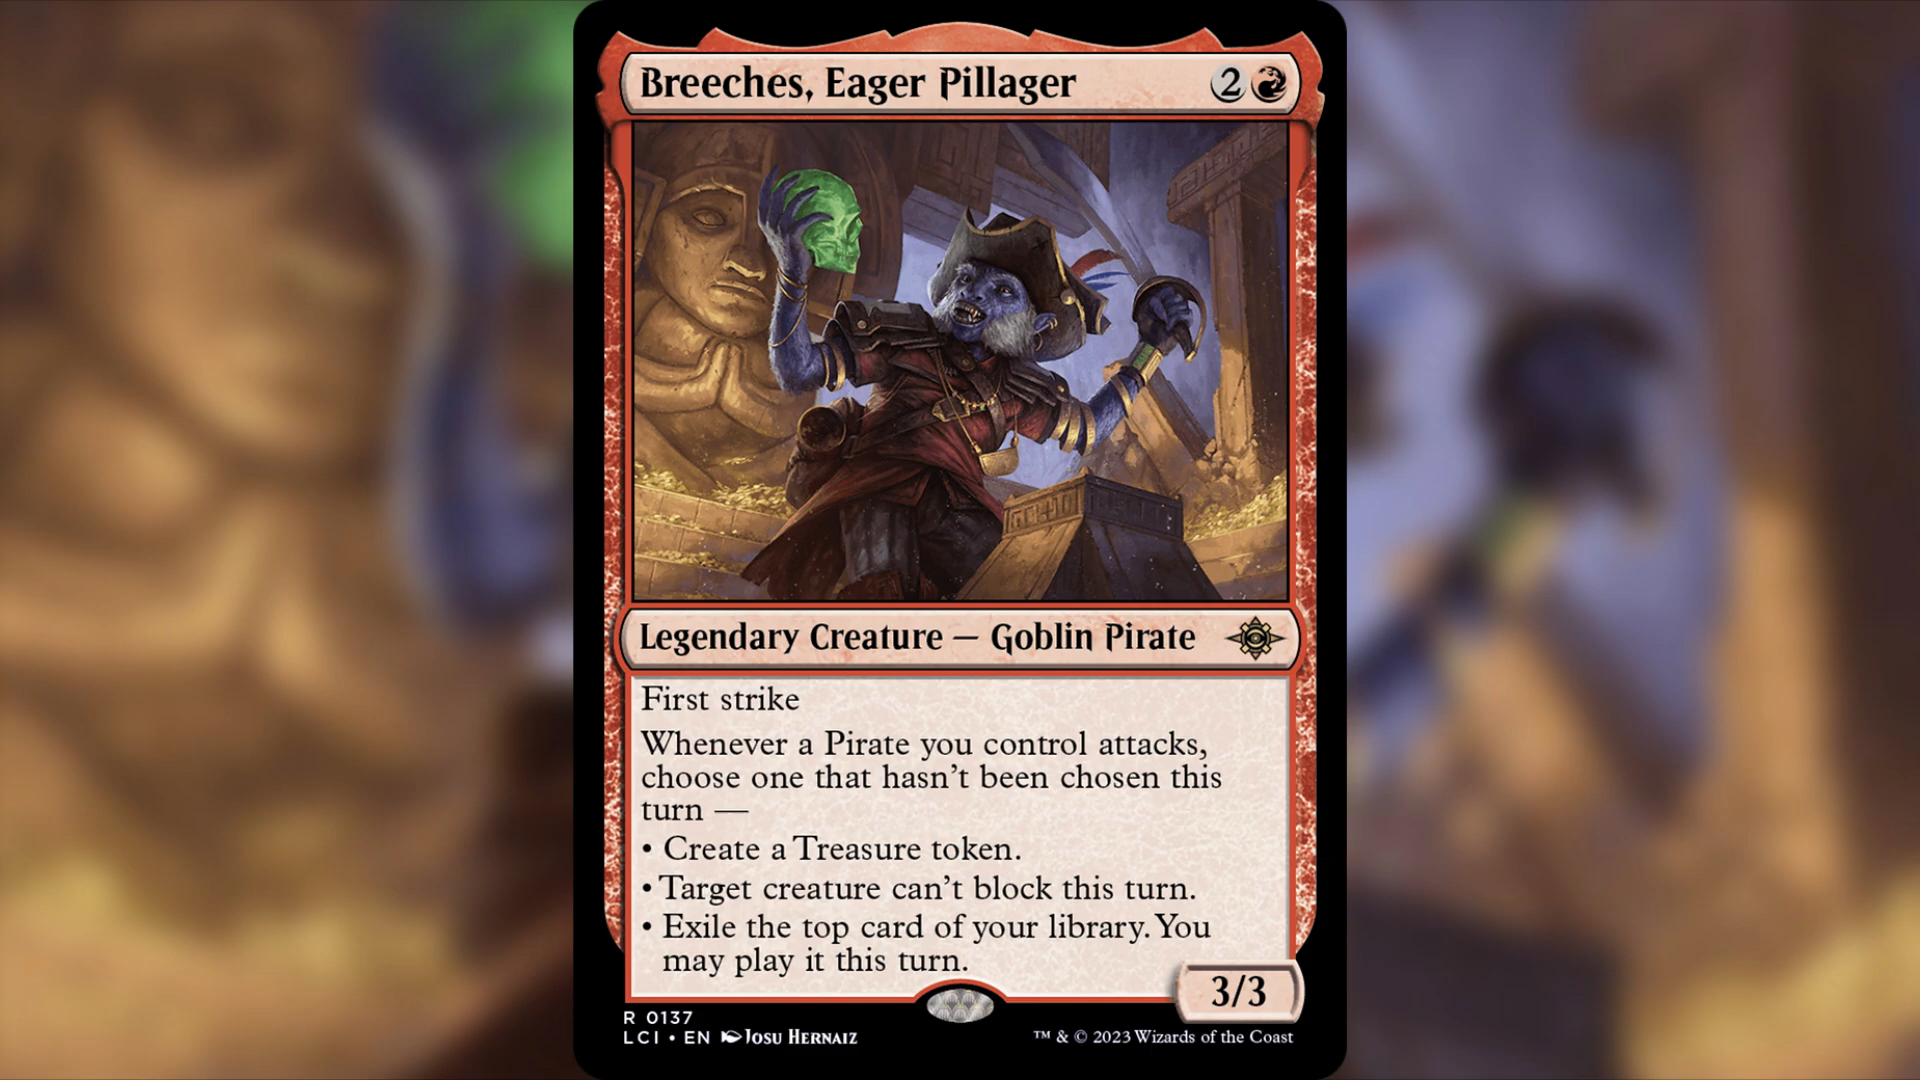 Breeches, Eager Pillager 2
Legendary Creature — Goblin Pirate
First strike
Whenever a Pirate you control attacks,
choose one that hasn't been chosen this
turn —
• Create a Treasure token.
• Target creature can't block this turn.
• Exile the top card of your library. You
may play it this turn.
3/3
R 0137
LCI • EN Josu Hernaiz
™ & © 2023 Wizards of the Coast